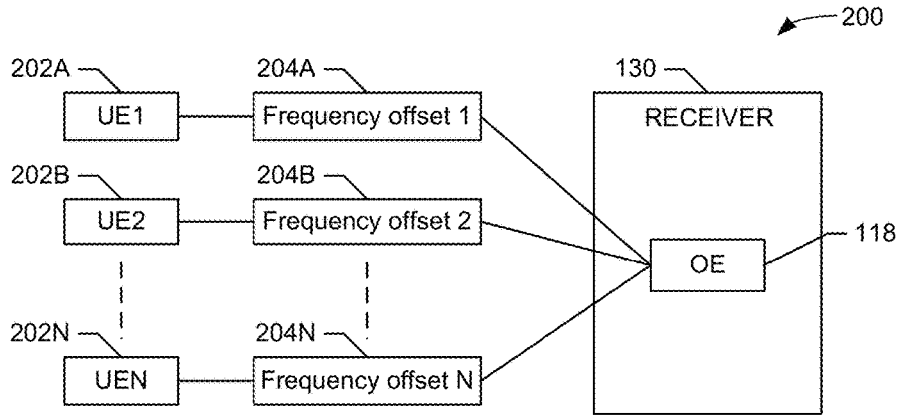 200
202A
204A
130
UE1
Frequency offset 1
RECEIVER
202B
204B
UE2
Frequency offset 2
118
OE
202N
204N
UEN
Frequency offset N